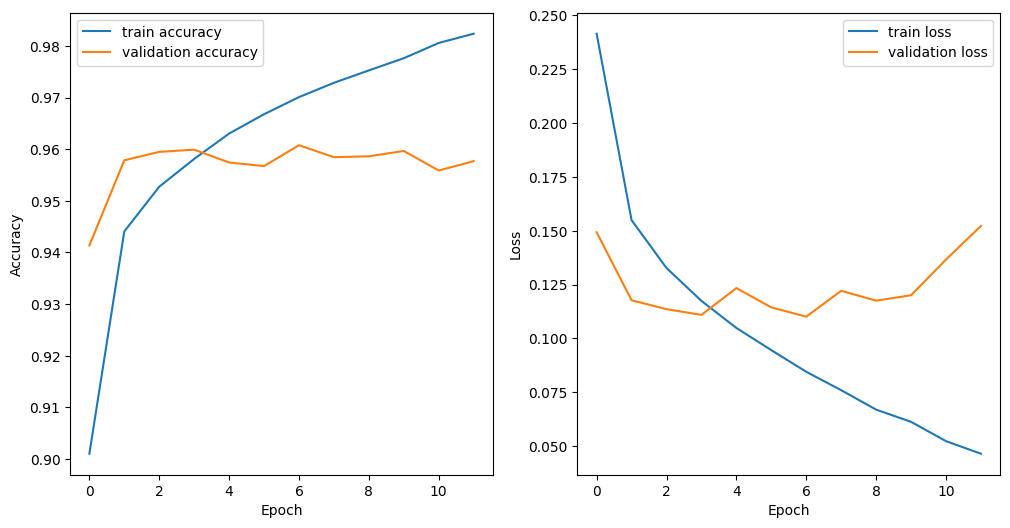 train accuracy
validation accuracy
0.98
0.97
0.96
0.95
0.94
0.93
0.92
0.91
0.90
Accuracy
0 2 4 6 8 10
Epoch
train loss
validation loss
0.250
0.225
0.200
0.175
0.150
0.125
0.100
0.075
0.050
Loss
0 2 4 6 8 10
Epoch